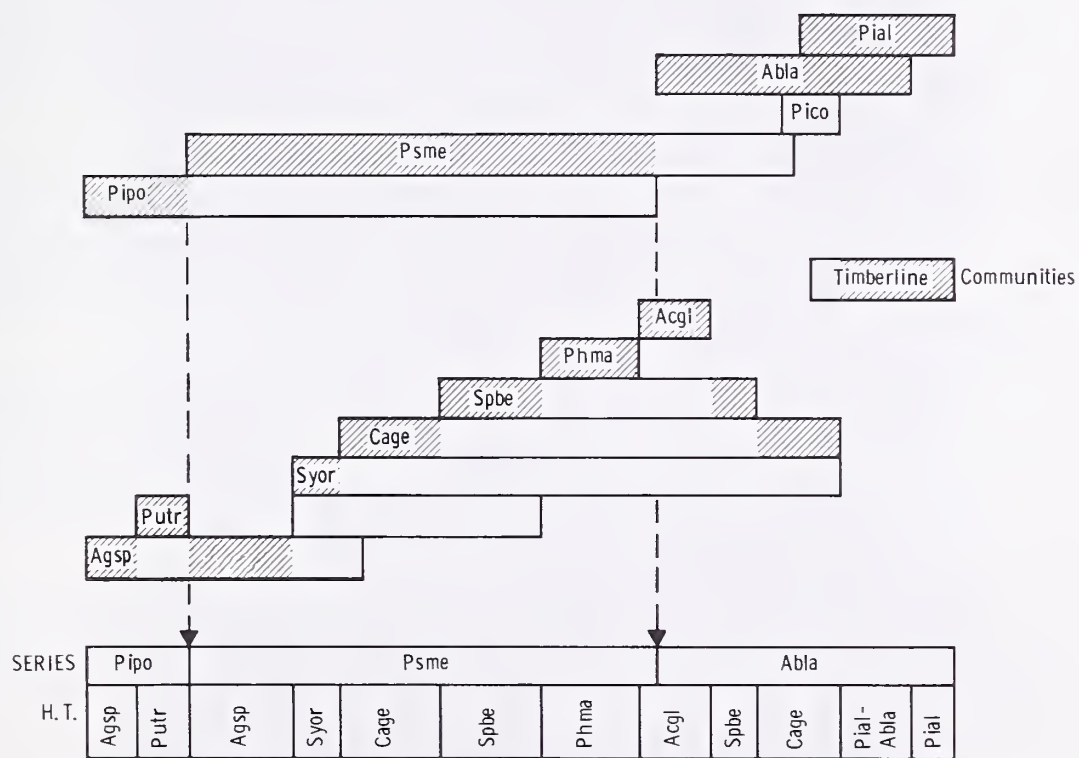 Pial
Abla
Pico
Psme
Pipo
Timberline Communities
Acgl
Phma
Spbe
Cage
Syor
Putr
Agsp
SERIES Pipo Psme Abla
H.T. Agsp Putr Agsp Syor Cage Spbe Phma Acgl Spbe Cage Pial-Abla Pial